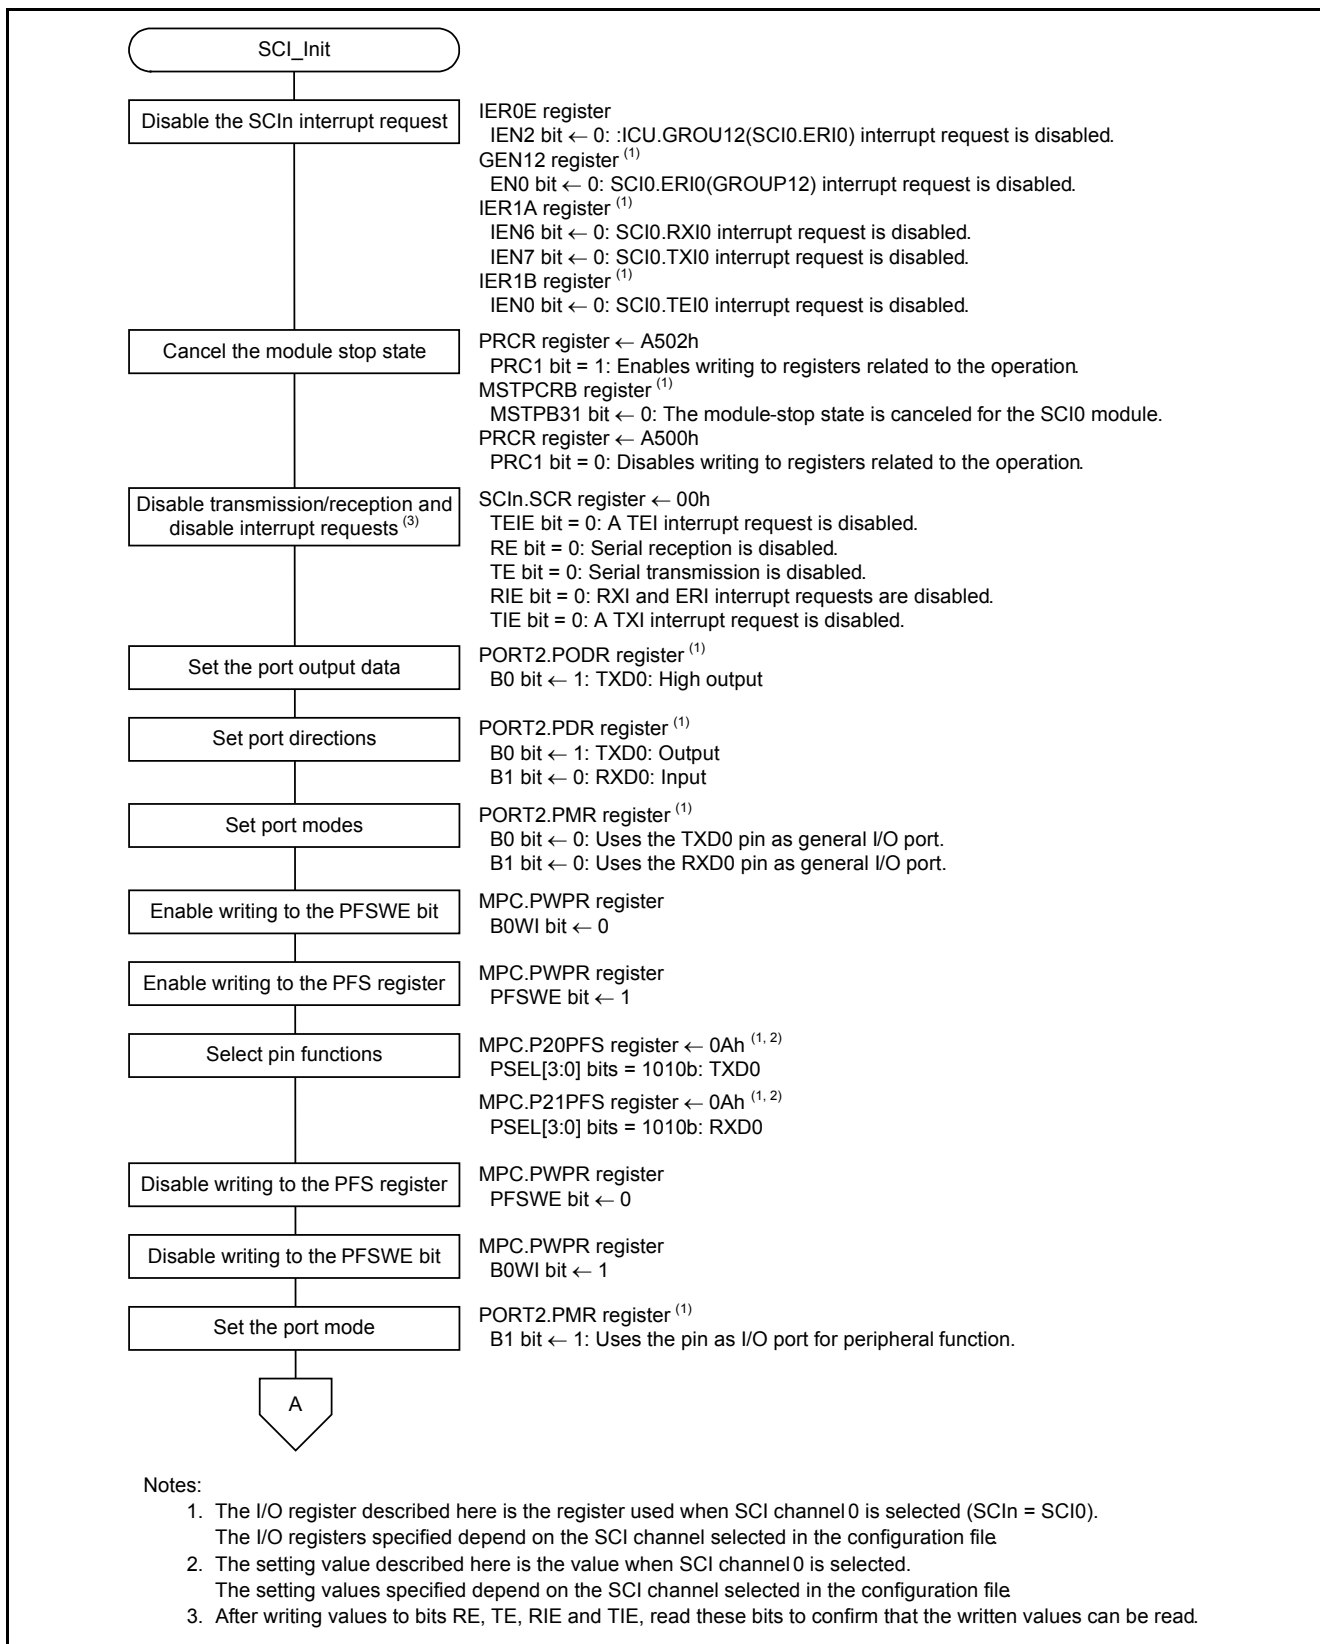 SCI_Init
Disable the SCIn interrupt request
IER0E register
IEN2 bit ← 0: :ICU.GROU12(SCI0.ERI0) interrupt request is disabled.
GEN12 register (1)
EN0 bit ← 0: SCI0.ERI0(GROUP12) interrupt request is disabled.
IER1A register (1)
IEN6 bit ← 0: SCI0.RXI0 interrupt request is disabled.
IEN7 bit ← 0: SCI0.TXI0 interrupt request is disabled.
IER1B register (1)
IEN0 bit ← 0: SCI0.TEI0 interrupt request is disabled.
Cancel the module stop state
PRCR register ← A502h
PRC1 bit = 1: Enables writing to registers related to the operation.
MSTPCRB register (1)
MSTPB31 bit ← 0: The module-stop state is canceled for the SCI0 module.
PRCR register ← A500h
PRC1 bit = 0: Disables writing to registers related to the operation.
Disable transmission/reception and
disable interrupt requests (3)
SCIn.SCR register ← 00h
TEIE bit = 0: A TEI interrupt request is disabled.
RE bit = 0: Serial reception is disabled.
TE bit = 0: Serial transmission is disabled.
RIE bit = 0: RXI and ERI interrupt requests are disabled.
TIE bit = 0: A TXI interrupt request is disabled.
Set the port output data
PORT2.PODR register (1)
B0 bit ← 1: TXD0: High output
Set port directions
PORT2.PDR register (1)
B0 bit ← 1: TXD0: Output
B1 bit ← 0: RXD0: Input
Set port modes
PORT2.PMR register (1)
B0 bit ← 0: Uses the TXD0 pin as general I/O port.
B1 bit ← 0: Uses the RXD0 pin as general I/O port.
Enable writing to the PFSWE bit
MPC.PWPR register
B0WI bit ← 0
Enable writing to the PFS register
MPC.PWPR register
PFSWE bit ← 1
Select pin functions
MPC.P20PFS register ← 0Ah (1, 2)
PSEL[3:0] bits = 1010b: TXD0
MPC.P21PFS register ← 0Ah (1, 2)
PSEL[3:0] bits = 1010b: RXD0
Disable writing to the PFS register
MPC.PWPR register
PFSWE bit ← 0
Disable writing to the PFSWE bit
MPC.PWPR register
B0WI bit ← 1
Set the port mode
PORT2.PMR register (1)
B1 bit ← 1: Uses the pin as I/O port for peripheral function.
A
Notes:
1. The I/O register described here is the register used when SCI channel 0 is selected (SCIn = SCI0).
The I/O registers specified depend on the SCI channel selected in the configuration file.
2. The setting value described here is the value when SCI channel 0 is selected.
The setting values specified depend on the SCI channel selected in the configuration file.
3. After writing values to bits RE, TE, RIE and TIE, read these bits to confirm that the written values can be read.